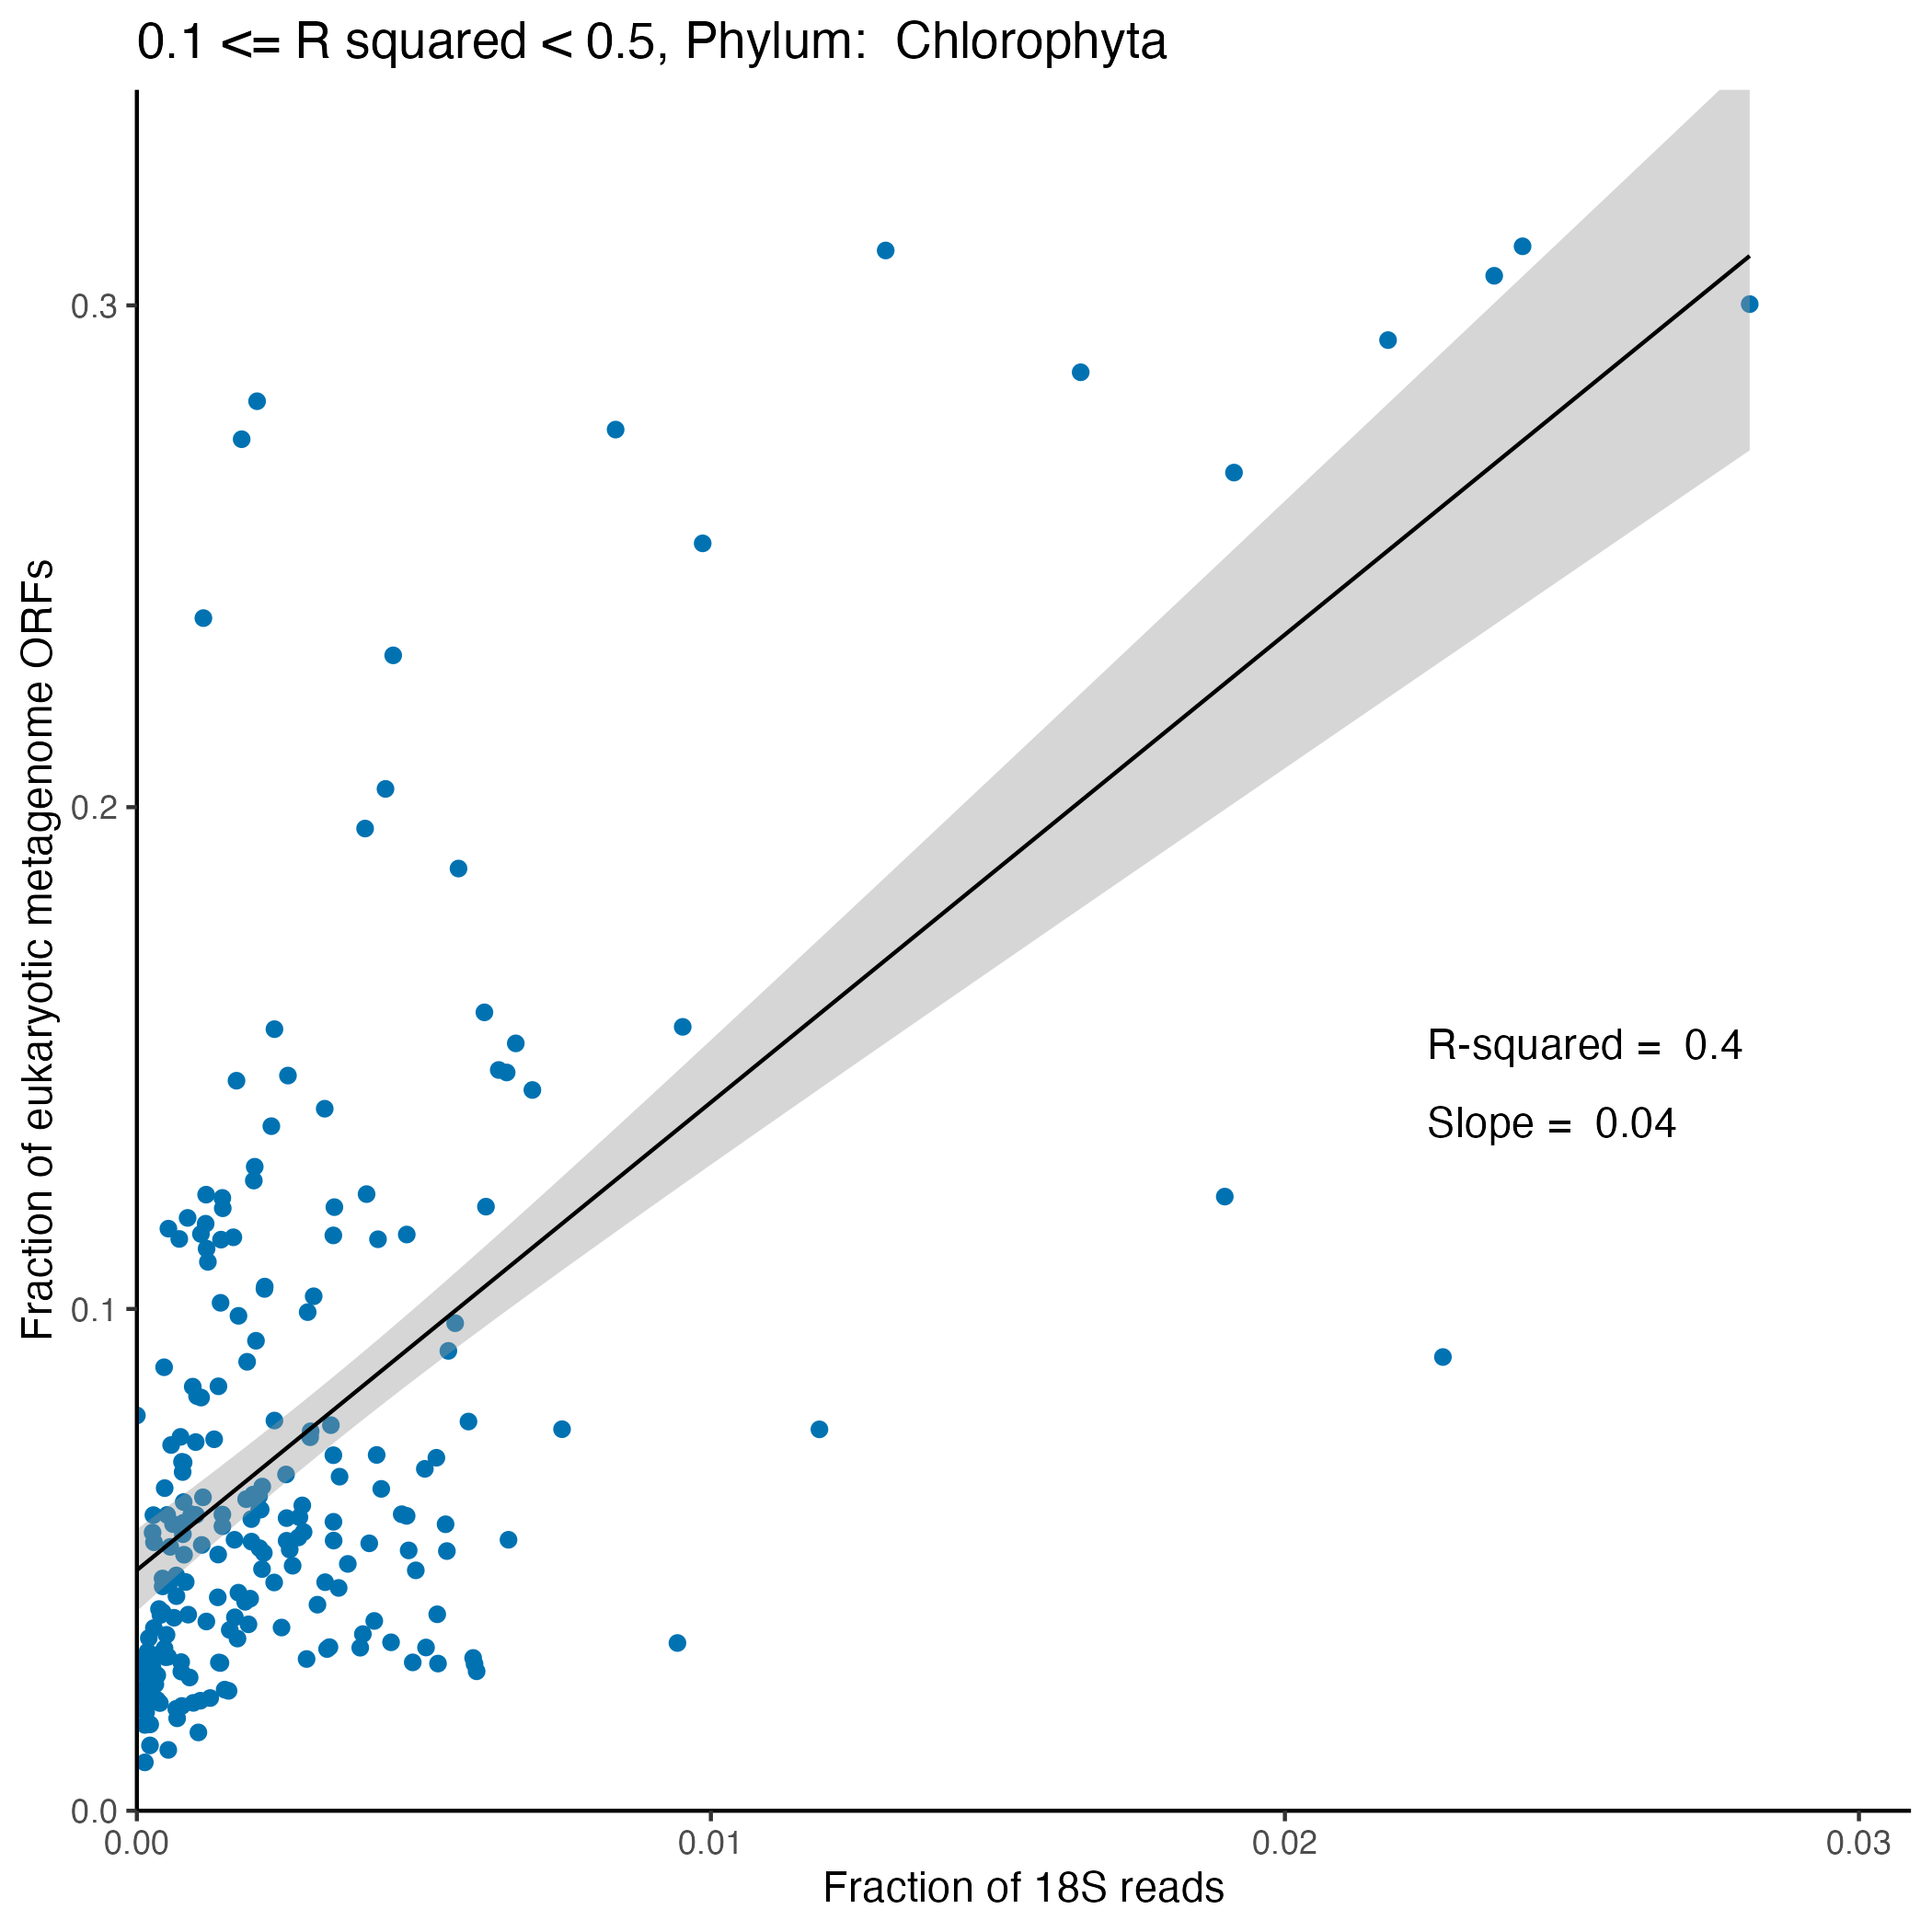 0.1 <= R squared < 0.5, Phylum:  Chlorophyta
Fraction of eukaryotic metagenome ORFs
0.3
0.2
0.1
0.0
R-squared =  0.4
Slope =  0.04
0.00
0.01
0.02
0.03
Fraction of 18S reads